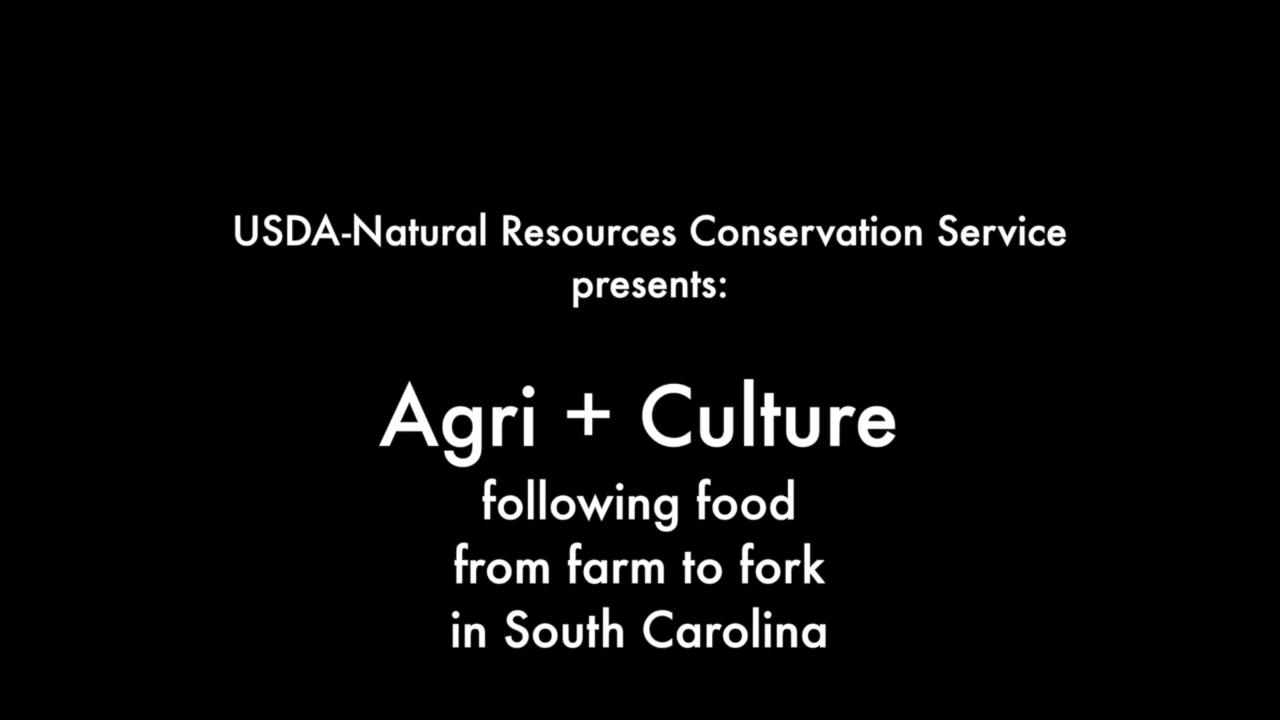 USDA-Natural Resources Conservation Service
presents:
Agri + Culture
following food
from farm to fork
in South Carolina